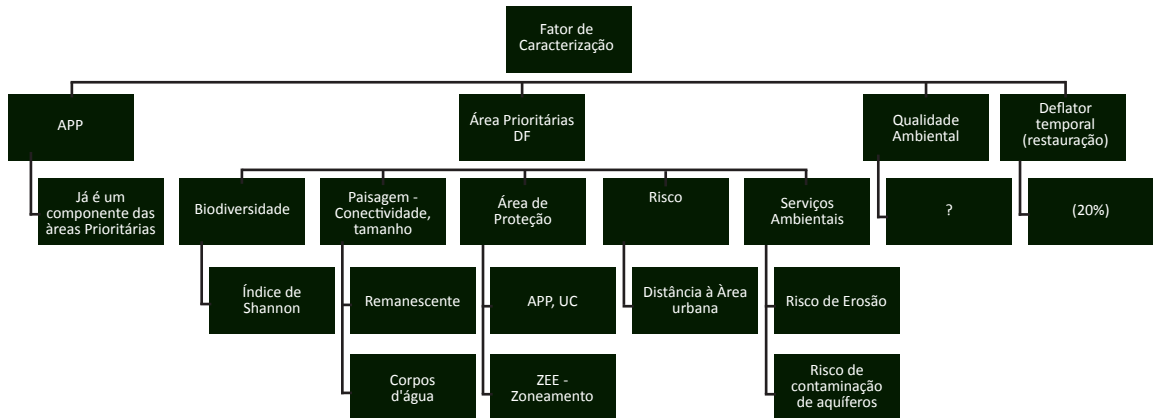 Fator de
Caracterização
APP
Área Prioritárias
DF
Qualidade
Ambiental
Deflator
temporal
(restauração)
Já é um
componente das
àreas Prioritárias
Biodiversidade
Paisagem -
Conectividade,
tamanho
Área de
Proteção
Risco
Serviços
Ambientais
?
(20%)
Índice de
Shannon
Remanescente
APP, UC
Distância à Àrea
urbana
Risco de Erosão
Corpos
d'água
ZEE -
Zoneamento
Risco de
contaminação
de aquíferos